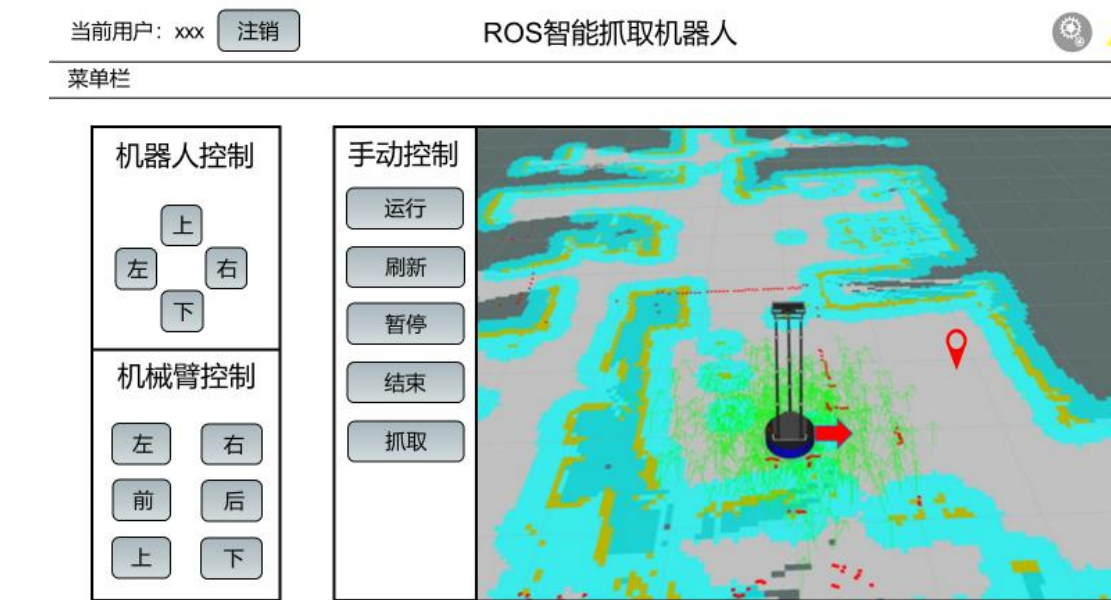 当前用户：xxx 注销 ROS智能抓取机器人
菜单栏
机器人控制
上
左 右
下
机械臂控制
左 右
前 后
上 下
手动控制
运行
刷新
暂停
结束
抓取